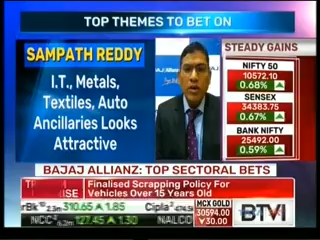 TOP THEMES TO BET ON
SAMPATH REDDY
I.T., Metals,
Textiles, Auto
Ancillaries Looks
Attractive
STEADY GAINS
NIFTY 50
10572.10
0.68%
SENSEX
34383.75
0.67%
BANK NIFTY
25492.00
0.59%
BAJAJ ALLIANZ: TOP SECTORAL BETS
Finalised Scrapping Policy For
Vehicles Over 15 Years Old
310.65 1.85
Cipla
NCC 127.45 1.30
MCX GOLD
30594.00
30.00
BTVI